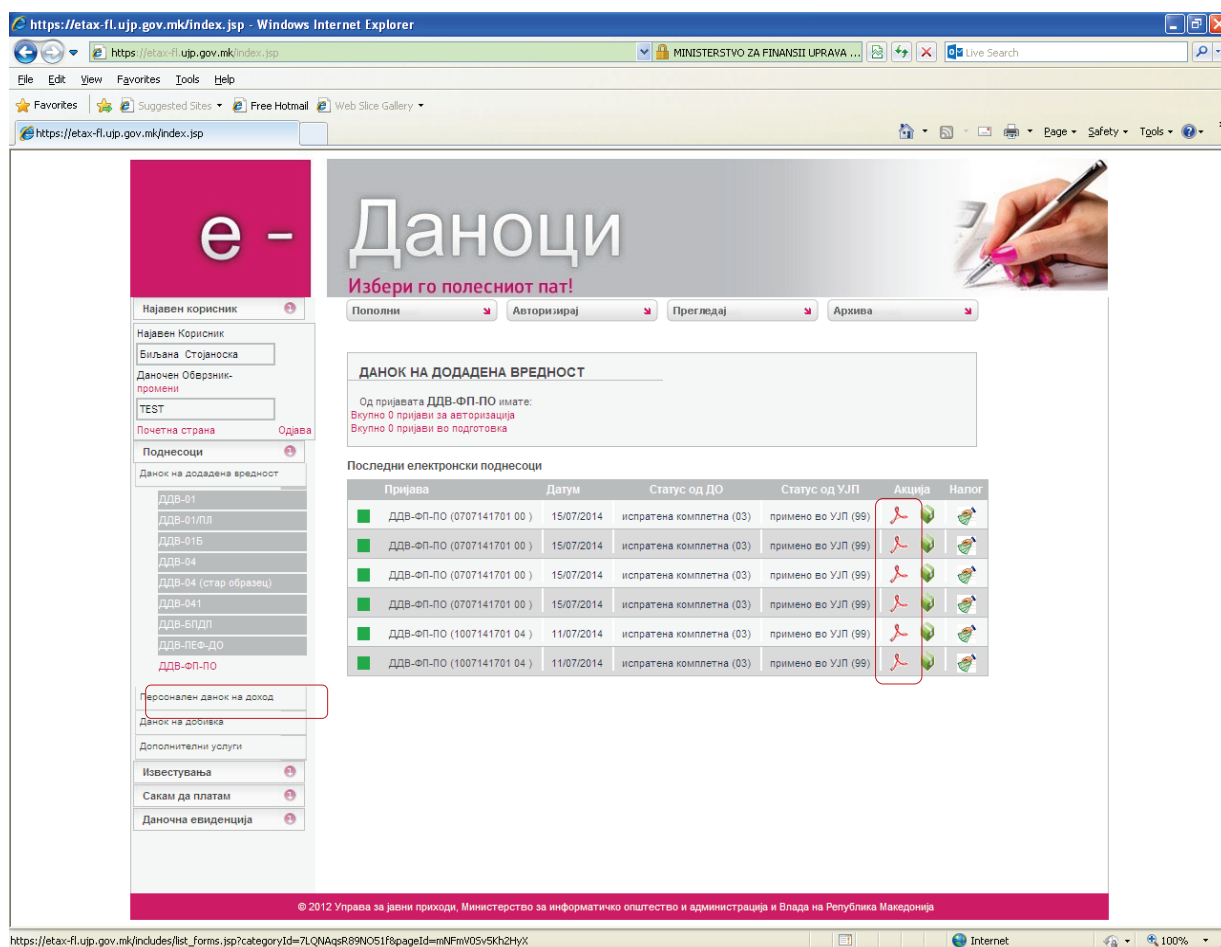 https://etax-fl.ujp.gov.mk/index.jsp - Windows Internet Explorer
https://etax-fl.ujp.gov.mk/index.jsp
MINISTERSTVO ZA FINANSII UPRAVA ...
Live Search
File Edit View Favorites Tools Help
Favorites Suggested Sites Free Hotmail Web Slice Gallery
https://etax-fl.ujp.gov.mk/index.jsp
Page Safety Tools
е - Даноци
Избери го полесниот пат!
Најавен корисник
Пополни Авторизирај Прегледај Архива
Најавен Корисник
Биљана Стојаноска
Даночен Обврзник-
промени
TEST
Почетна страна Одјава
ДАНОК НА ДОДАДЕНА ВРЕДНОСТ
Од пријавата ДДВ-ФП-ПО имате:
Вкупно 0 пријави за авторизација
Вкупно 0 пријави во подготовка
Поднесоци
Данок на додадена вредност
ДДВ-01
ДДВ-01/ПЛ
ДДВ-01Б
ДДВ-04
ДДВ-04 (стар образец)
ДДВ-041
ДДВ-БПДП
ДДВ-ПЕФ-ДО
ДДВ-ФП-ПО
Персонален данок на доход
Данок на добивка
Дополнителни услуги
Известувања
Сакам да платам
Даночна евиденција
Последни електронски поднесоци
Пријава Датум Статус од ДО Статус од УЈП Акција Налог
ДДВ-ФП-ПО (0707141701 00 ) 15/07/2014 испратена комплетна (03) примено во УЈП (99)
ДДВ-ФП-ПО (0707141701 00 ) 15/07/2014 испратена комплетна (03) примено во УЈП (99)
ДДВ-ФП-ПО (0707141701 00 ) 15/07/2014 испратена комплетна (03) примено во УЈП (99)
ДДВ-ФП-ПО (0707141701 00 ) 15/07/2014 испратена комплетна (03) примено во УЈП (99)
ДДВ-ФП-ПО (1007141701 04 ) 11/07/2014 испратена комплетна (03) примено во УЈП (99)
ДДВ-ФП-ПО (1007141701 04 ) 11/07/2014 испратена комплетна (03) примено во УЈП (99)
© 2012 Управа за јавни приходи, Министерство за информатичко општество и администрација и Влада на Република Македонија
https://etax-fl.ujp.gov.mk/includes/list_forms.jsp?categoryId=7LQNAqsR89NO51f&pageId=mNFmV0Sv5Kh2HyX
Internet 100%